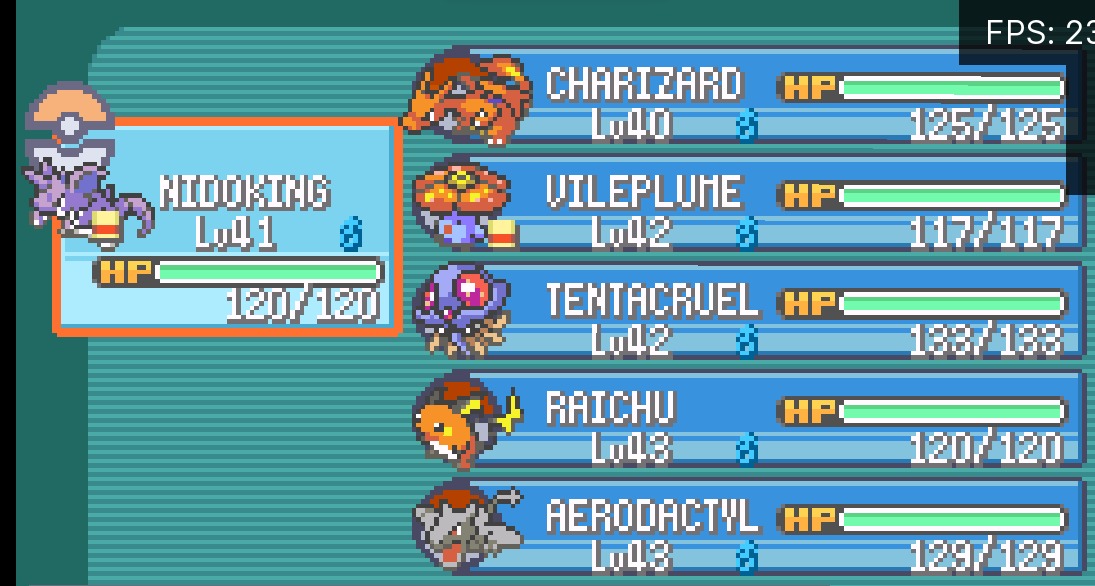 FPS: 23
NIDOKING
Lv41 ♂
HP
120/120
CHARIZARD HP
Lv40 ♂ 125/125
VILEPLUME HP
Lv42 ♂ 117/117
TENTACRUEL HP
Lv42 ♂ 133/133
RAICHU HP
Lv43 ♂ 120/120
AERODACTYL HP
Lv43 ♂ 129/129